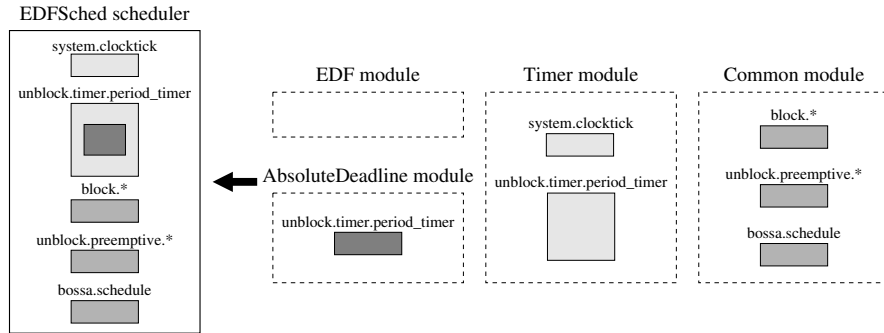 EDFSched scheduler
system.clocktick
unblock.timer.period_timer
block.*
unblock.preemptive.*
bossa.schedule
EDF module
AbsoluteDeadline module
unblock.timer.period_timer
Timer module
system.clocktick
unblock.timer.period_timer
Common module
block.*
unblock.preemptive.*
bossa.schedule